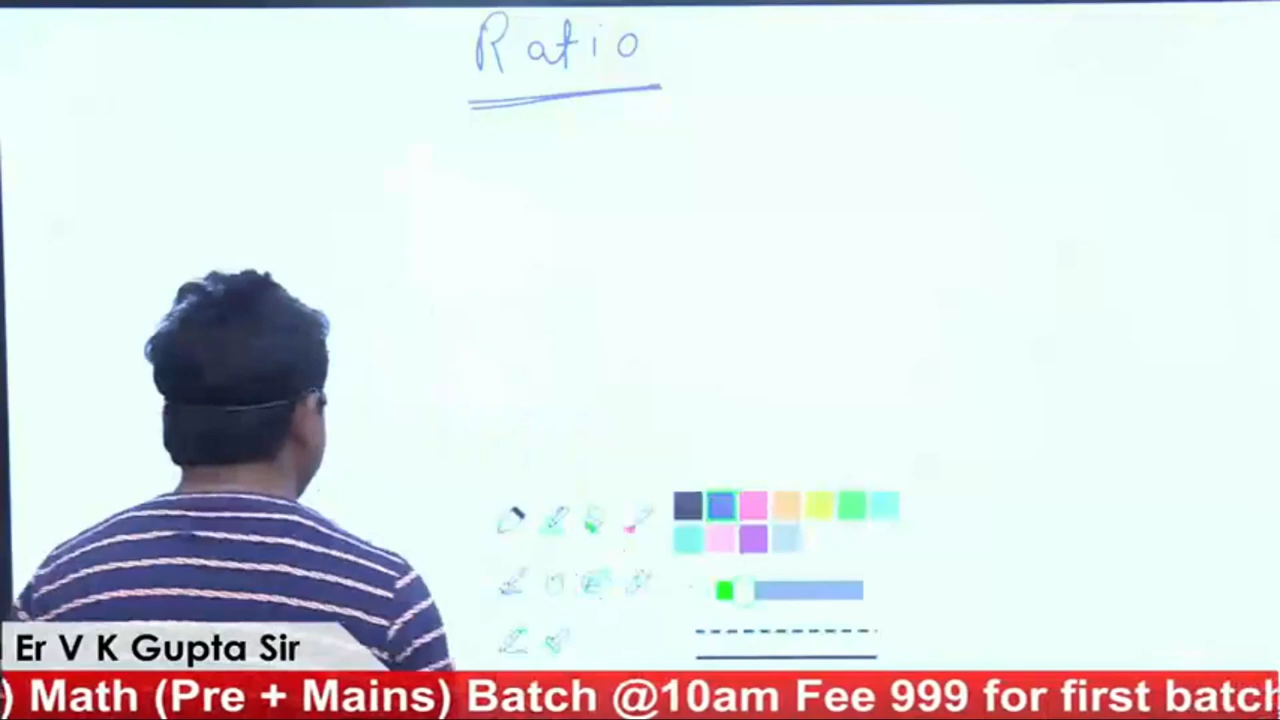 Ratio
Er V K Gupta Sir
) Math (Pre + Mains) Batch @10am Fee 999 for first batch